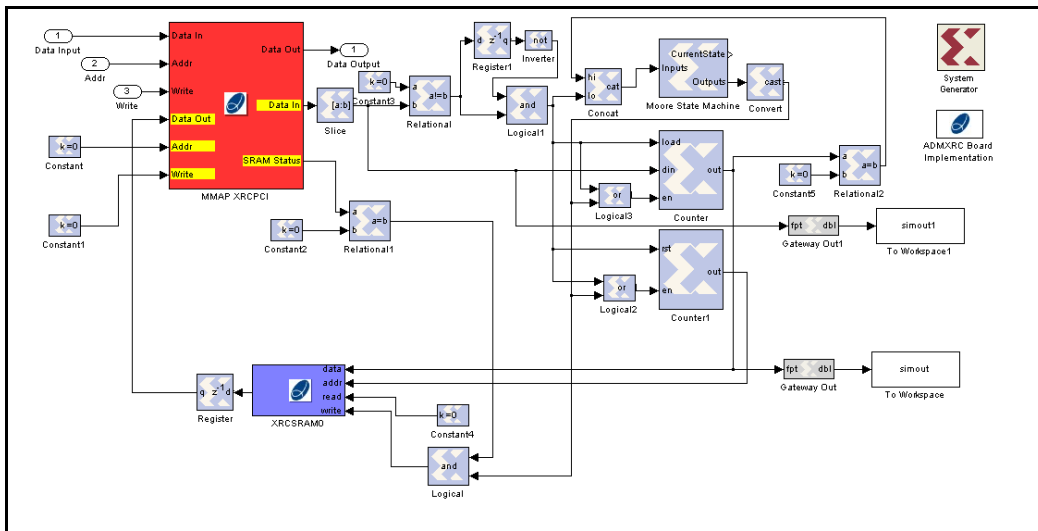 1
Data Input
2
Addr
3
Write
Data In
Addr
Write
Data Out
Addr
Write
Data Out
Data In
SRAM Status
MMAP XRCPCI
1
Data Output
k=0
Constant
k=0
Constant1
k=0
Constant2
k=0
Constant3
[a:b]
Slice
a
b
a!=b
Relational
a
b
a=b
Relational1
d z-1 q
Register1
not
Inverter
and
Logical1
hi
lo
cat
Concat
Inputs
CurrentState
Outputs
Moore State Machine
cast
Convert
System
Generator
ADMXRC Board
Implementation
load
din
en
out
Counter
or
Logical3
k=0
Constant5
a
b
a=b
Relational2
rst
en
out
Counter1
or
Logical2
fpt dbl
Gateway Out1
simout1
To Workspace1
q z-1 d
Register
data
addr
read
write
XRCSRAM0
k=0
Constant4
and
Logical
fpt dbl
Gateway Out
simout
To Workspace